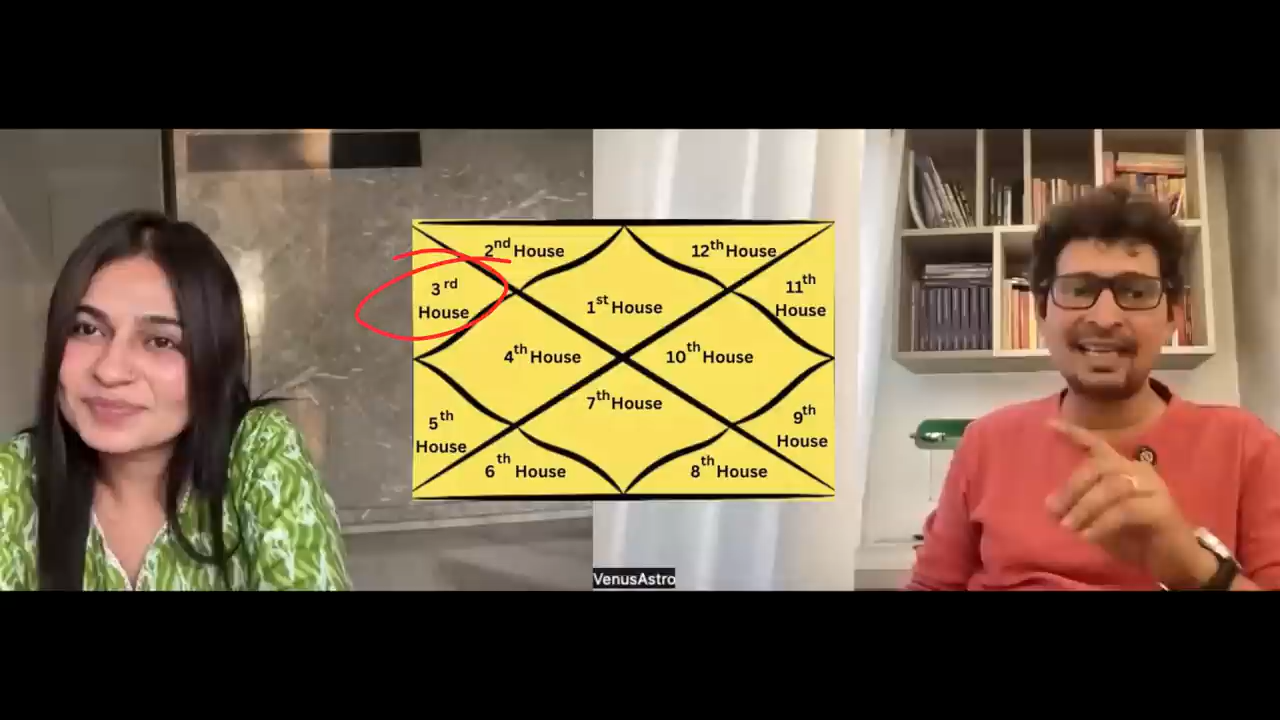 2nd House
12th House
3rd
House
1st House
11th
House
4th House
10th House
7th House
5th
House
9th
House
6th House
8th House
VenusAstro